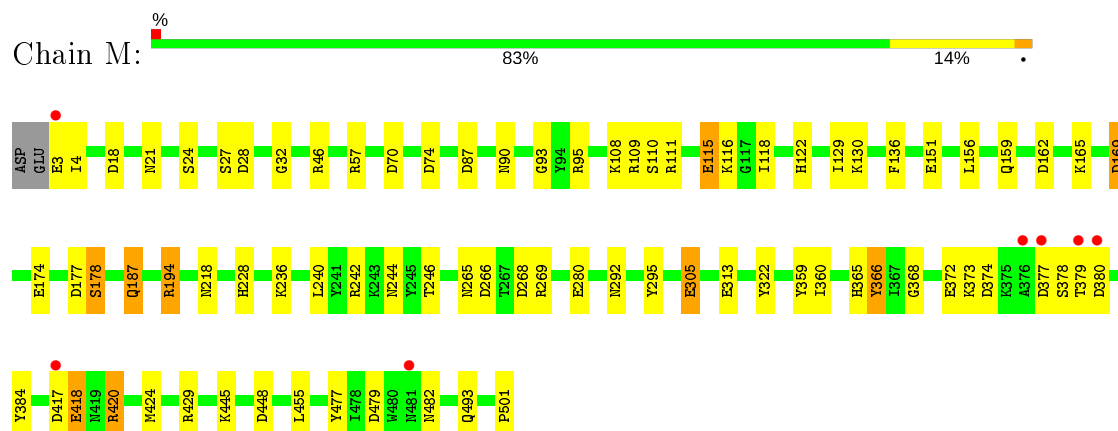 %
Chain M:
83% 14% •
ASP GLU E3 I4 D18 N21 S24 S27 D28 G32 R46 R57 D70 D74 D87 N90 G93 Y94 R95 K108 R109 S110 R111 E115 K116 G117 I118 H122 I129 K130 F136 E151 L156 Q159 D162 K165 D169
E174 D177 S178 Q187 R194 N218 H228 K236 L240 Y241 R242 K243 N244 Y245 T246 N265 D266 T267 D268 R269 E280 N292 Y295 E305 E313 Y322 Y359 I360 H365 Y366 I367 G368 E372 K373 D374 K375 A376 D377 S378 T379 D380
Y384 D417 E418 N419 R420 M424 R429 K445 D448 L455 Y477 I478 D479 W480 N481 N482 Q493 P501